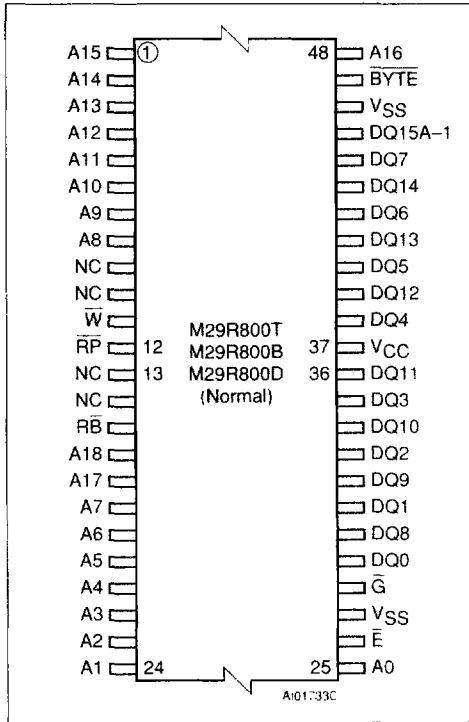 A15 ① 48 A16
A14 B̅Y̅T̅E̅
A13 VSS
A12 DQ15A-1
A11 DQ7
A10 DQ14
A9 DQ6
A8 DQ13
NC DQ5
NC DQ12
W̅ DQ4
R̅P̅ 12 M29R800T M29R800B 37 VCC
NC 13 M29R800D 36 DQ11
NC (Normal) DQ3
RB̅ DQ10
A18 DQ2
A17 DQ9
A7 DQ1
A6 DQ8
A5 DQ0
A4 G̅
A3 VSS
A2 E̅
A1 24 25 A0
AI01733C